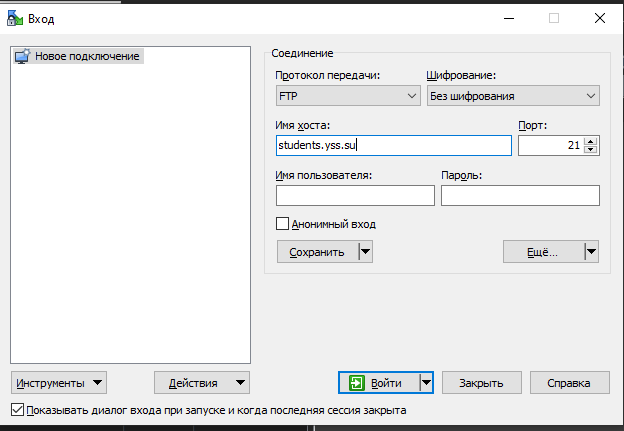 Вход
Новое подключение
Соединение
Протокол передачи: Шифрование:
FTP Без шифрования
Имя хоста: Порт:
students.yss.su 21
Имя пользователя: Пароль:
Анонимный вход
Сохранить Ещё...
Инструменты Действия Войти Закрыть Справка
Показывать диалог входа при запуске и когда последняя сессия закрыта